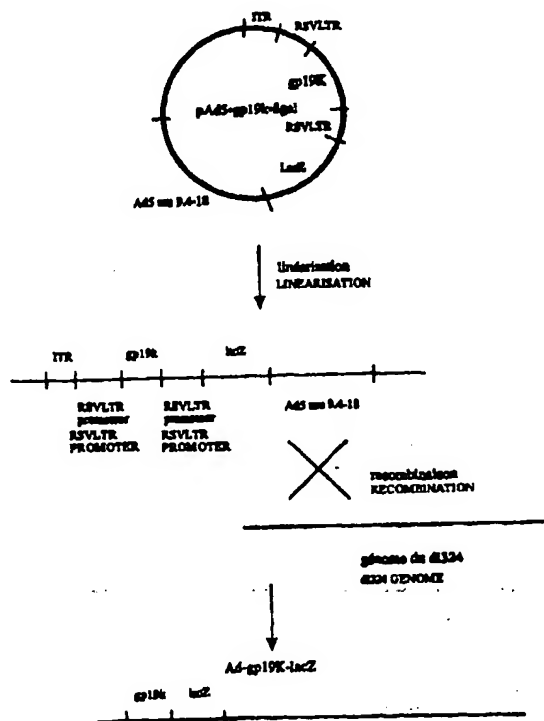 ITR
RSVLTR
gp19K
pAd5-gp19k-βgal
RSVLTR
LacZ
Ad5 mu 9.4-18
linéarisation
LINEARISATION
ITR gp19k lacZ
RSVLTR RSVLTR Ad5 mu 9.4-18
promoteur promoteur
RSVLTR RSVLTR
PROMOTER PROMOTER
recombinaison
RECOMBINATION
génome du dl324
dl324 GENOME
Ad-gp19K-lacZ
gp19k lacZ